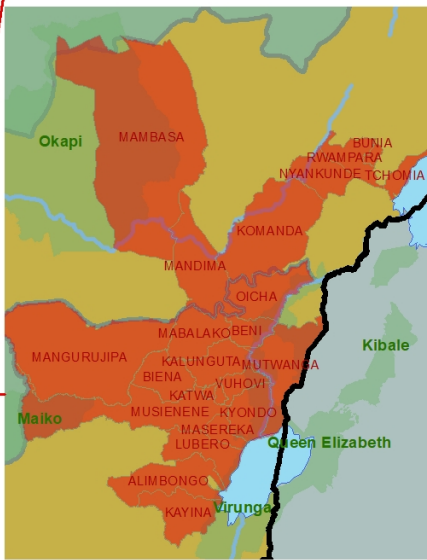 MAMBASA
Okapi
BUNIA
RWAMPARA
NYANKUNDE
TCHOMIA
KOMANDA
MANDIMA
OICHA
MABALAKO
BENI
Kibale
MANGURUJIPA
KALUNGUTA
MUTWANGA
BIENA
VUHOVI
KATWA
Maiko
MUSIENENE
KYONDO
MASEREKA
LUBERO
Queen Elizabeth
ALIMBONGO
KAYINA
Virunga